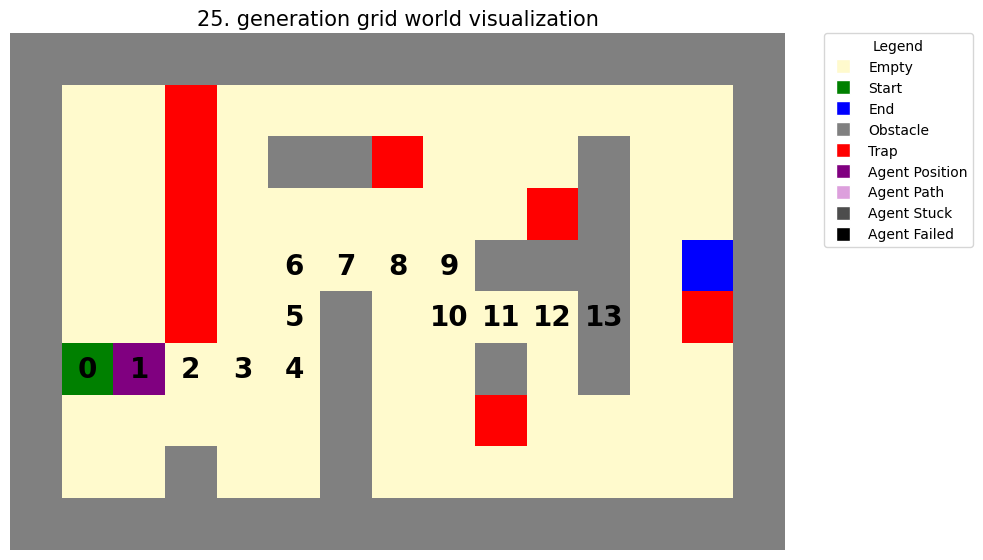 25. generation grid world visualization
Legend
Empty
Start
End
Obstacle
Trap
Agent Position
Agent Path
Agent Stuck
Agent Failed
6 7 8 9
5 10 11 12 13
0 1 2 3 4